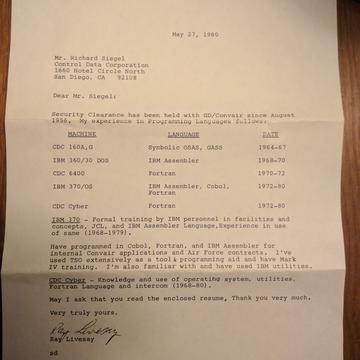 May 27, 1980
Mr. Richard Siegel
Control Data Corporation
1660 Hotel Circle North
San Diego, CA 92108
Dear Mr. Siegel:
Security Clearance has been held with GD/Convair since August
1956. My experience in Programming Languages follows:
MACHINE LANGUAGE DATE
CDC 160A,G Symbolic OSAS, GASS 1964-67
IBM 360/30 DOS IBM Assembler 1968-70
CDC 6400 Fortran 1970-72
IBM 370/OS IBM Assembler, Cobol, 1972-80
Fortran
CDC Cyber Fortran 1972-80
IBM 370 - Formal training by IBM personnel in facilities and
concepts, JCL, and IBM Assembler Language,Experience in use
of same (1968-1979).
Have programmed in Cobol, Fortran, and IBM Assembler for
internal Convair applications and Air Force contracts. I've
used TSO extensively as a tool & programming aid and have Mark
IV training. I'm also familiar with and have used IBM utilities.
CDC Cyber - Knowledge and use of operating system, utilities,
Fortran Language and intercom (1968-80).
May I ask that you read the enclosed resume, Thank you very much.
Very truly yours,
Ray Livesay
Ray Livesay
sd